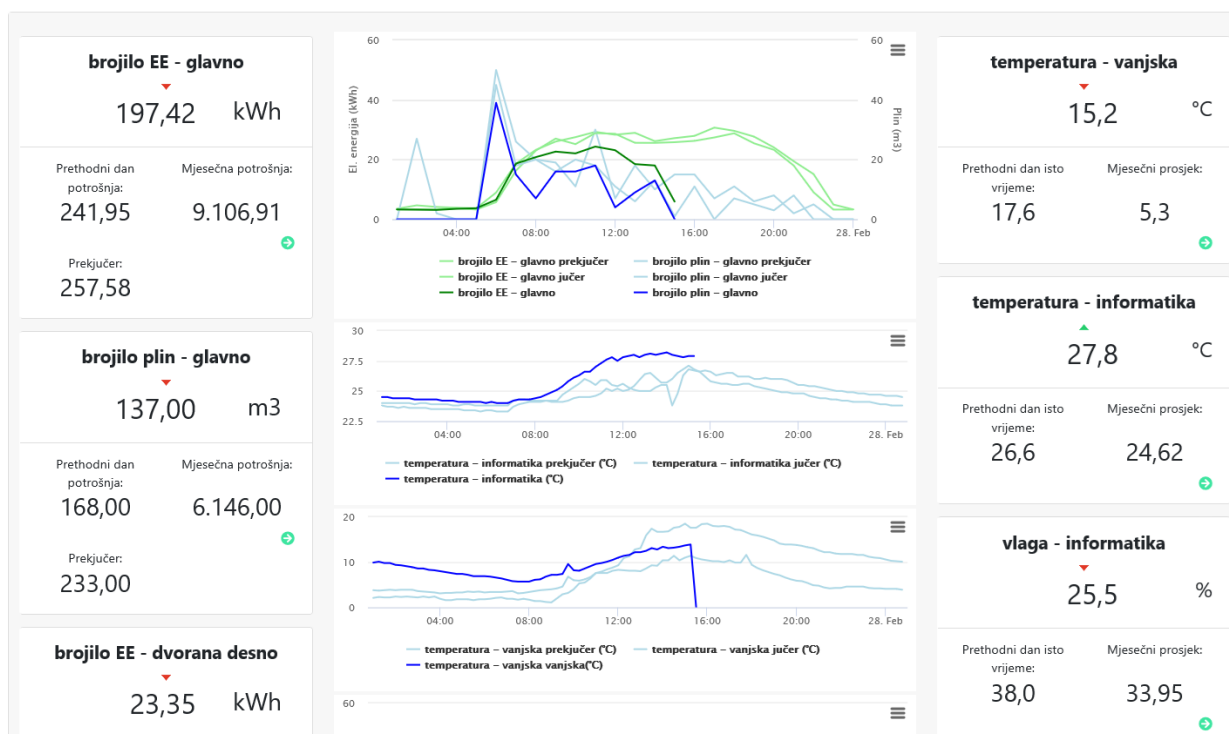 brojilo EE - glavno
197,42 kWh
Prethodni dan
potrošnja:
241,95
Mjesečna potrošnja:
9.106,91
Prekjučer:
257,58
brojilo plin - glavno
137,00 m3
Prethodni dan
potrošnja:
168,00
Mjesečna potrošnja:
6.146,00
Prekjučer:
233,00
brojilo EE - dvorana desno
23,35 kWh
El. energija (kWh)
60
40
20
0
Plin (m3)
60
40
20
0
04:00 08:00 12:00 16:00 20:00 28. Feb
brojilo EE – glavno prekjučer brojilo plin – glavno prekjučer
brojilo EE – glavno jučer brojilo plin – glavno jučer
brojilo EE – glavno brojilo plin – glavno
30
27.5
25
22.5
04:00 08:00 12:00 16:00 20:00 28. Feb
temperatura – informatika prekjučer (°C) temperatura – informatika jučer (°C)
temperatura – informatika (°C)
20
10
0
04:00 08:00 12:00 16:00 20:00 28. Feb
temperatura – vanjska prekjučer (°C) temperatura – vanjska jučer (°C)
temperatura – vanjska vanjska(°C)
60
temperatura - vanjska
15,2 °C
Prethodni dan isto
vrijeme:
17,6
Mjesečni prosjek:
5,3
temperatura - informatika
27,8 °C
Prethodni dan isto
vrijeme:
26,6
Mjesečni prosjek:
24,62
vlaga - informatika
25,5 %
Prethodni dan isto
vrijeme:
38,0
Mjesečni prosjek:
33,95